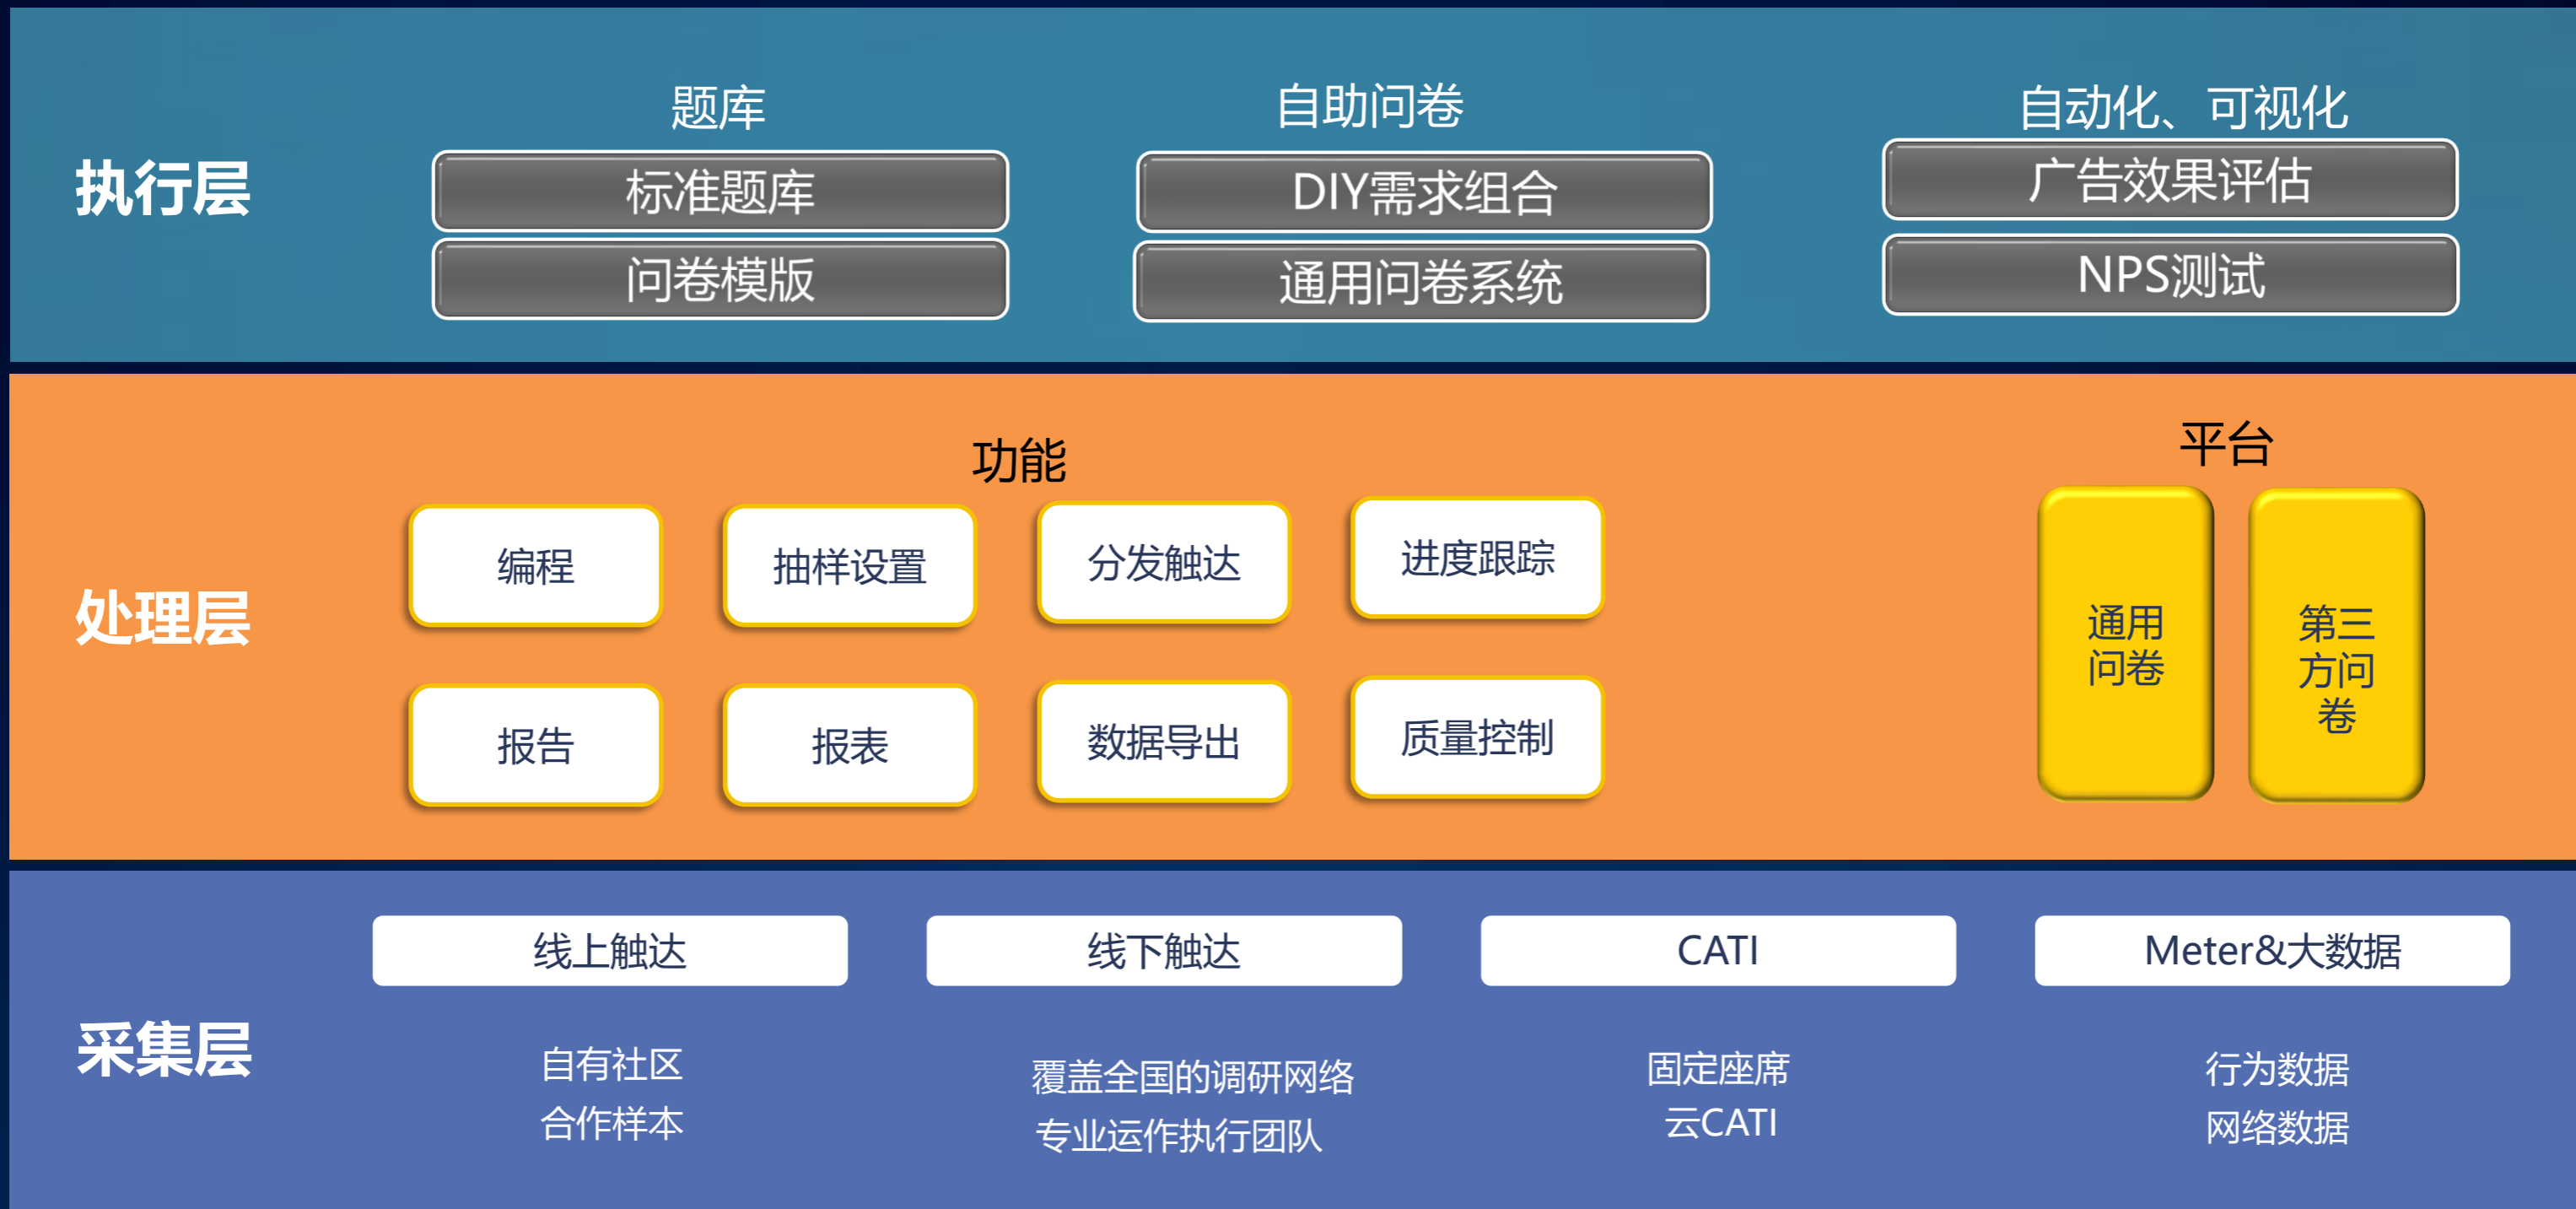 执行层
题库
标准题库
问卷模版
自助问卷
DIY需求组合
通用问卷系统
自动化、可视化
广告效果评估
NPS测试
处理层
功能
编程
抽样设置
分发触达
进度跟踪
报告
报表
数据导出
质量控制
平台
通用
问卷
第三
方问
卷
采集层
线上触达
自有社区
合作样本
线下触达
覆盖全国的调研网络
专业运作执行团队
CATI
固定座席
云CATI
Meter&大数据
行为数据
网络数据